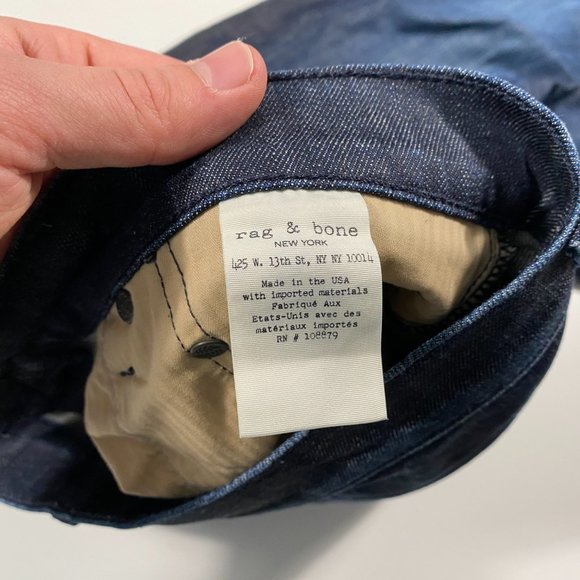 rag & bone
NEW YORK
425 W. 13th St, NY NY 10014
Made in the USA
with imported materials
Fabriqué Aux
Etats-Unis avec des
matériaux importés
RN # 108879